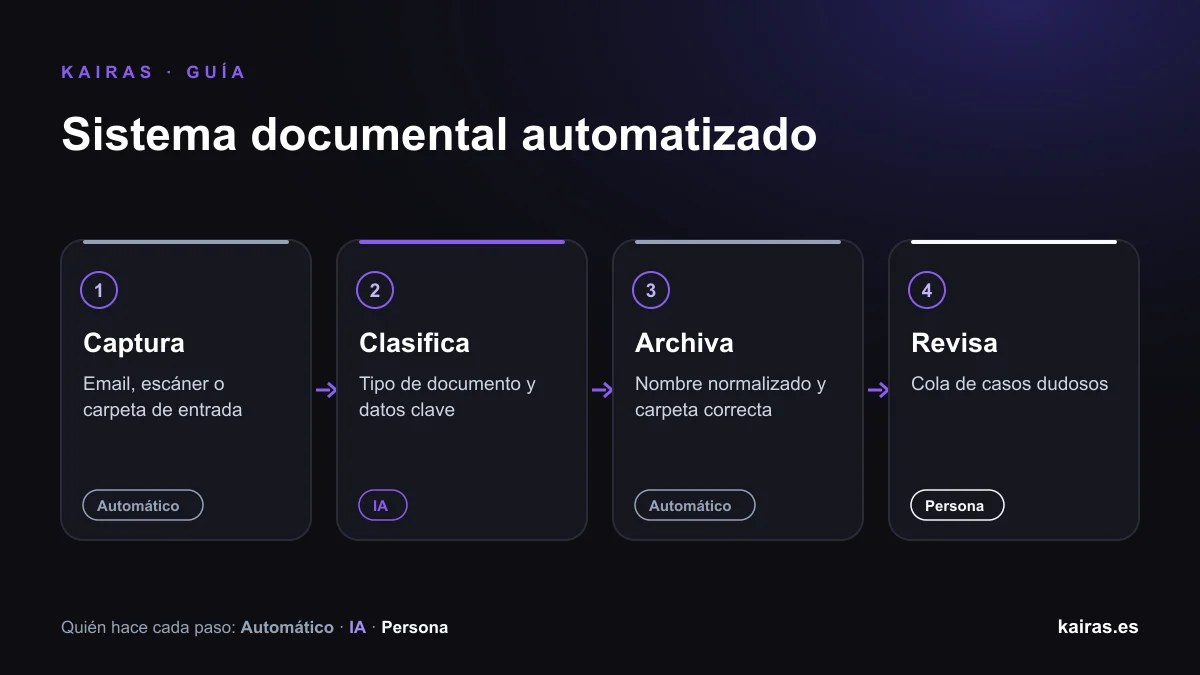 KAIRAS · GUÍA
Sistema documental automatizado
1
Captura
Email, escáner o
carpeta de entrada
Automático
2
Clasifica
Tipo de documento y
datos clave
IA
3
Archiva
Nombre normalizado y
carpeta correcta
Automático
4
Revisa
Cola de casos dudosos
Persona
Quién hace cada paso: Automático · IA · Persona
kairas.es